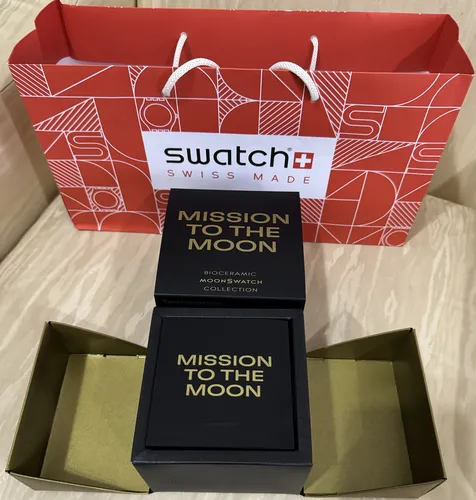 swatch
SWISS MADE
MISSION
TO THE
MOON
BIOCERAMIC
MOONSWATCH
COLLECTION
MISSION
TO THE
MOON